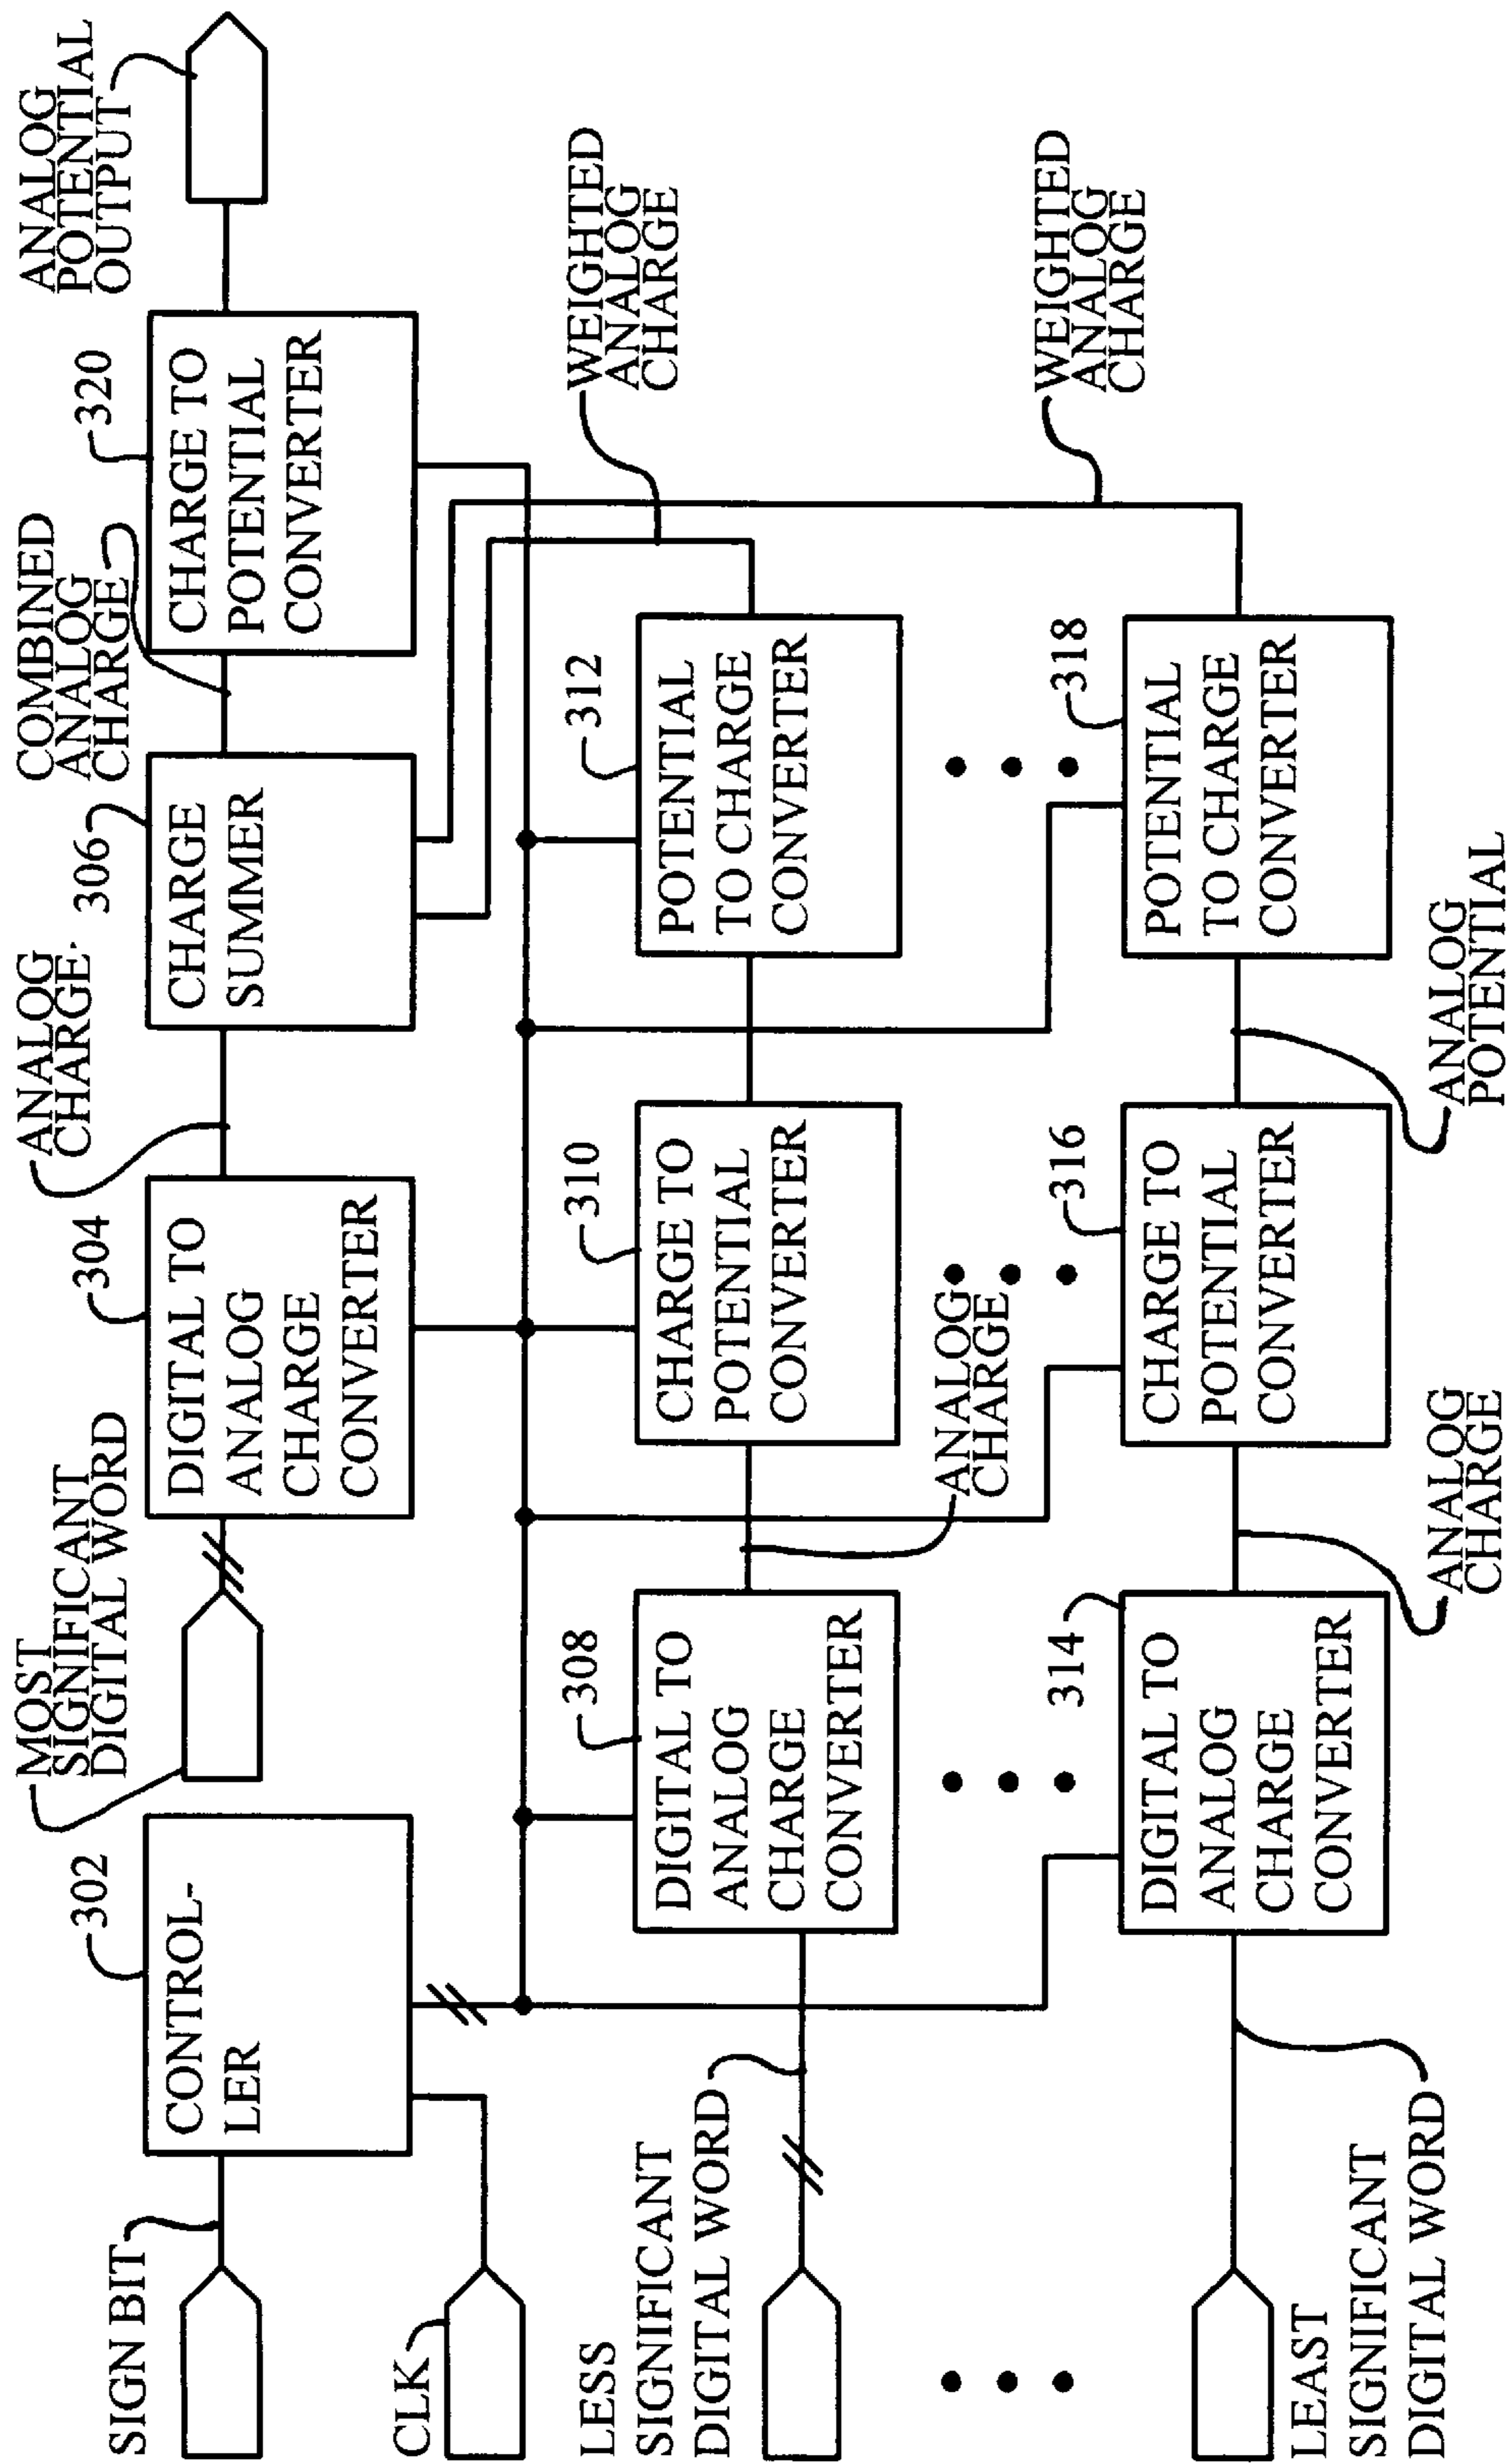 SIGN BIT
CLK
302
CONTROL-
LER
MOST
SIGNIFICANT
DIGITAL WORD
304
DIGITAL TO
ANALOG
CHARGE
CONVERTER
ANALOG
CHARGE
306
CHARGE
SUMMER
COMBINED
ANALOG
CHARGE
320
CHARGE TO
POTENTIAL
CONVERTER
ANALOG
POTENTIAL
OUTPUT
LESS
SIGNIFICANT
DIGITAL WORD
308
DIGITAL TO
ANALOG
CHARGE
CONVERTER
ANALOG
CHARGE
310
CHARGE TO
POTENTIAL
CONVERTER
312
POTENTIAL
TO CHARGE
CONVERTER
WEIGHTED
ANALOG
CHARGE
LEAST
SIGNIFICANT
DIGITAL WORD
314
DIGITAL TO
ANALOG
CHARGE
CONVERTER
ANALOG
CHARGE
316
CHARGE TO
POTENTIAL
CONVERTER
ANALOG
POTENTIAL
318
POTENTIAL
TO CHARGE
CONVERTER
WEIGHTED
ANALOG
CHARGE